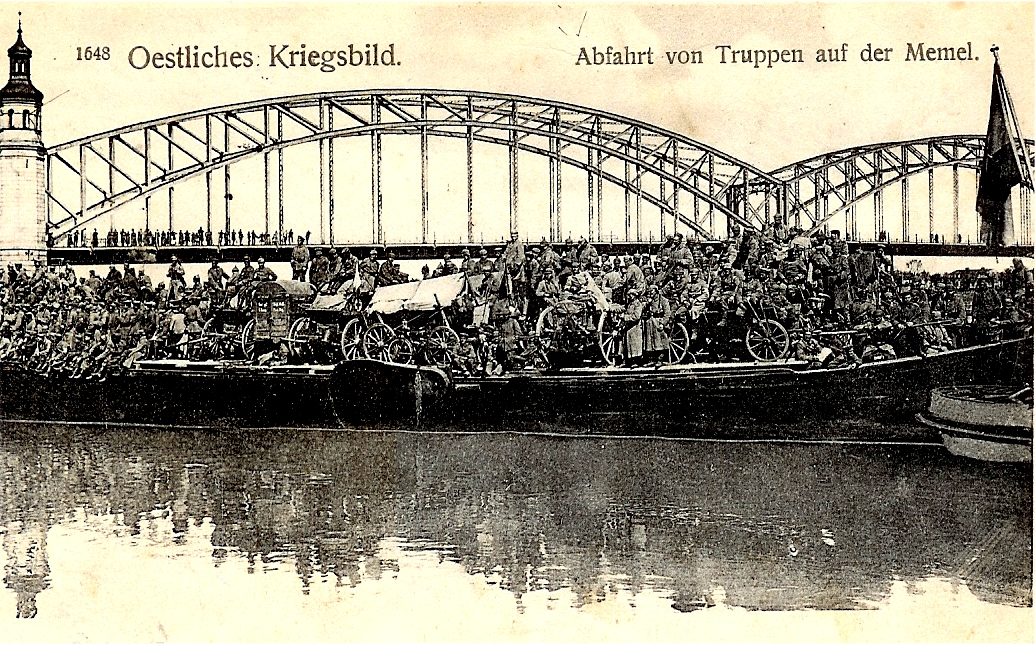 1648 Oestliches Kriegsbild. Abfahrt von Truppen auf der Memel.